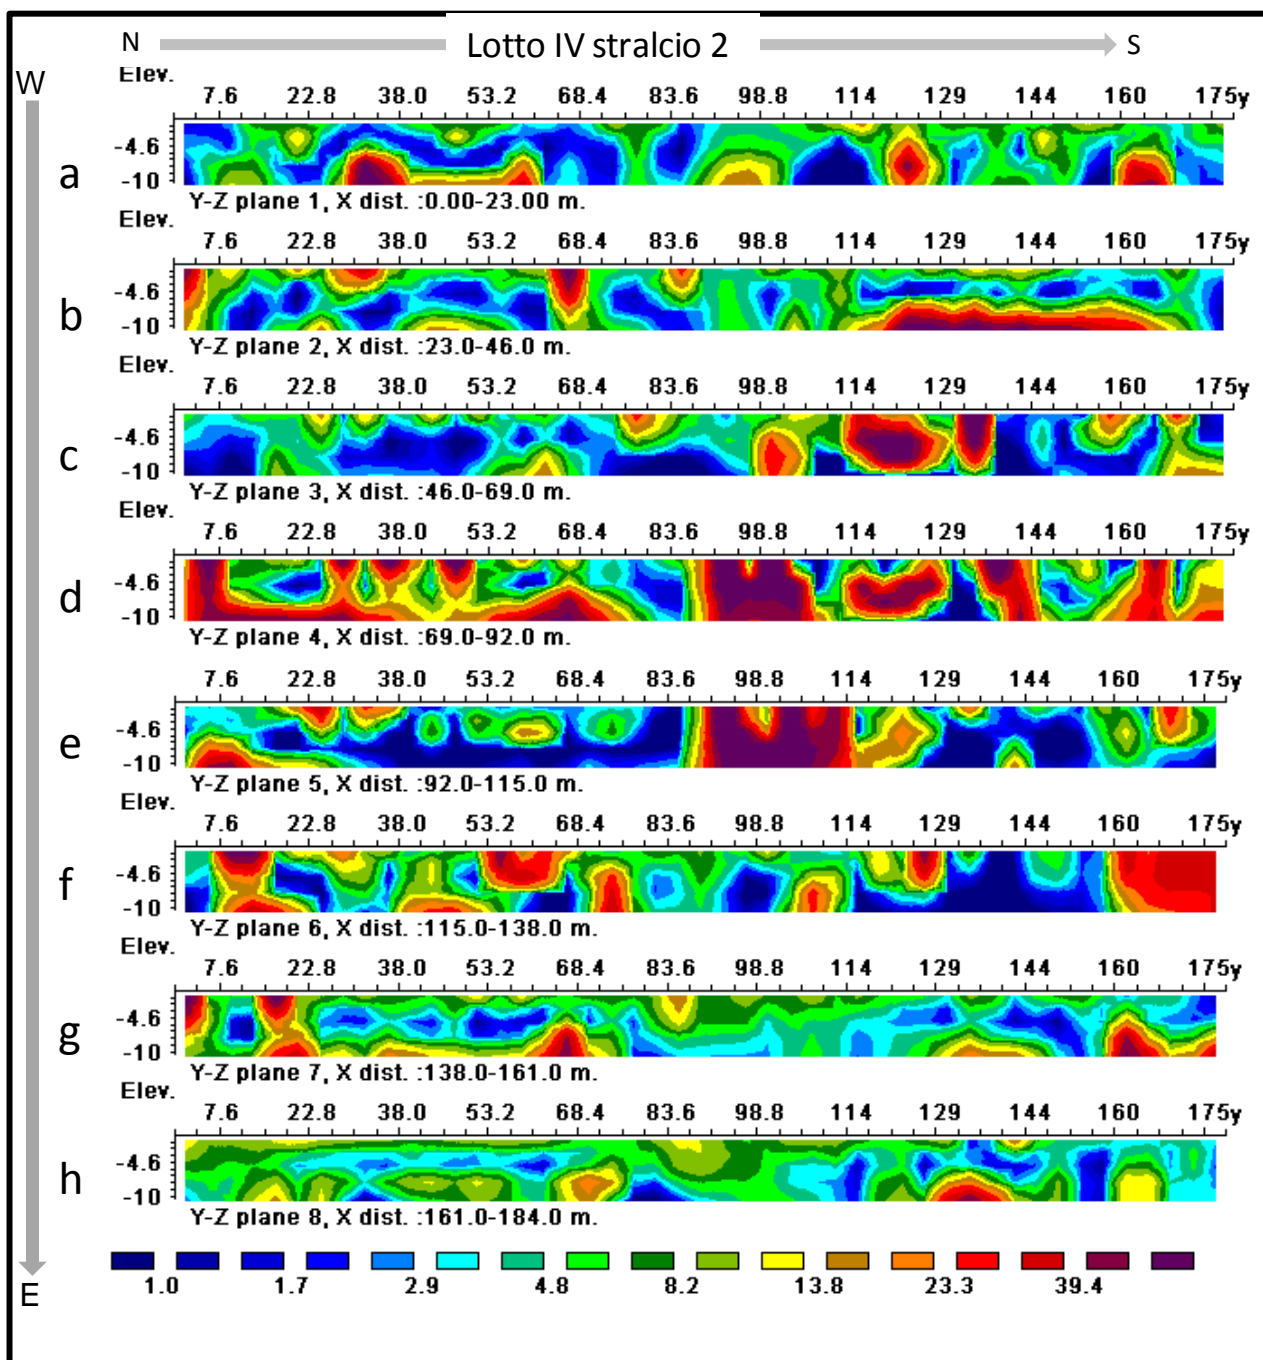 N Lotto IV stralcio 2 S
W
Elev.
7.6 22.8 38.0 53.2 68.4 83.6 98.8 114 129 144 160 175y
-4.6
a
-10
Y-Z plane 1, X dist. :0.00-23.00 m.
Elev.
7.6 22.8 38.0 53.2 68.4 83.6 98.8 114 129 144 160 175y
-4.6
b
-10
Y-Z plane 2, X dist. :23.0-46.0 m.
Elev.
7.6 22.8 38.0 53.2 68.4 83.6 98.8 114 129 144 160 175y
-4.6
c
-10
Y-Z plane 3, X dist. :46.0-69.0 m.
Elev.
7.6 22.8 38.0 53.2 68.4 83.6 98.8 114 129 144 160 175y
-4.6
d
-10
Y-Z plane 4, X dist. :69.0-92.0 m.
7.6 22.8 38.0 53.2 68.4 83.6 98.8 114 129 144 160 175y
Elev.
-4.6
e
-10
Y-Z plane 5, X dist. :92.0-115.0 m.
Elev.
7.6 22.8 38.0 53.2 68.4 83.6 98.8 114 129 144 160 175y
-4.6
f
-10
Y-Z plane 6, X dist. :115.0-138.0 m.
Elev.
7.6 22.8 38.0 53.2 68.4 83.6 98.8 114 129 144 160 175y
-4.6
g
-10
Y-Z plane 7, X dist. :138.0-161.0 m.
Elev.
7.6 22.8 38.0 53.2 68.4 83.6 98.8 114 129 144 160 175y
-4.6
h
-10
Y-Z plane 8, X dist. :161.0-184.0 m.
1.0 1.7 2.9 4.8 8.2 13.8 23.3 39.4
E